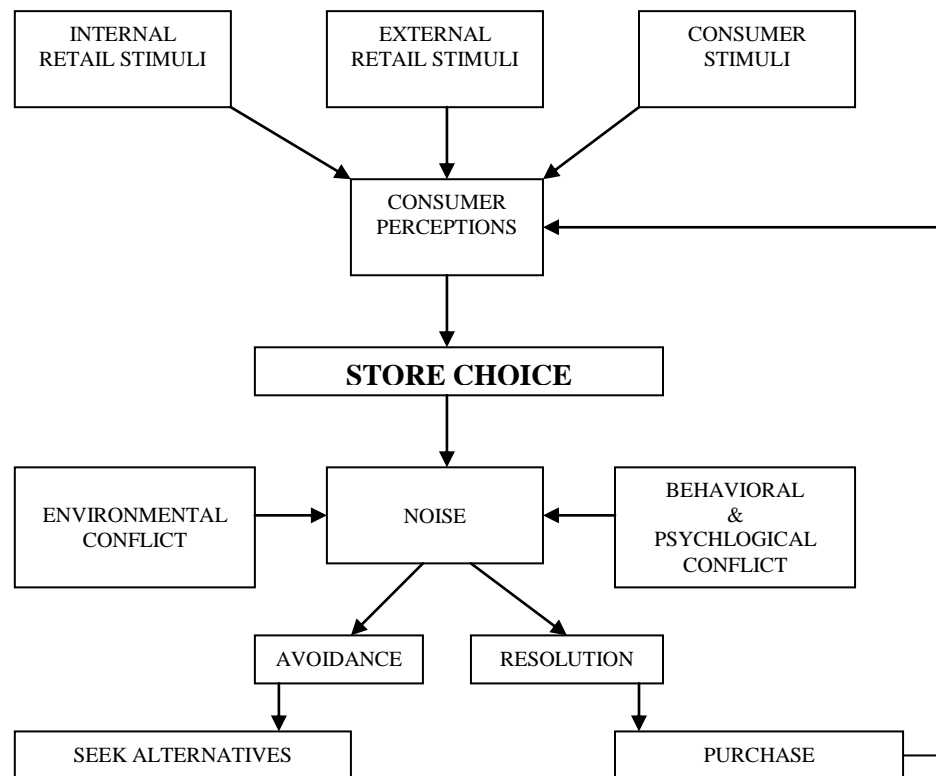 INTERNAL
RETAIL STIMULI
EXTERNAL
RETAIL STIMULI
CONSUMER
STIMULI
CONSUMER
PERCEPTIONS
STORE CHOICE
ENVIRONMENTAL
CONFLICT
NOISE
BEHAVIORAL
&
PSYCHLOGICAL
CONFLICT
AVOIDANCE
RESOLUTION
SEEK ALTERNATIVES
PURCHASE